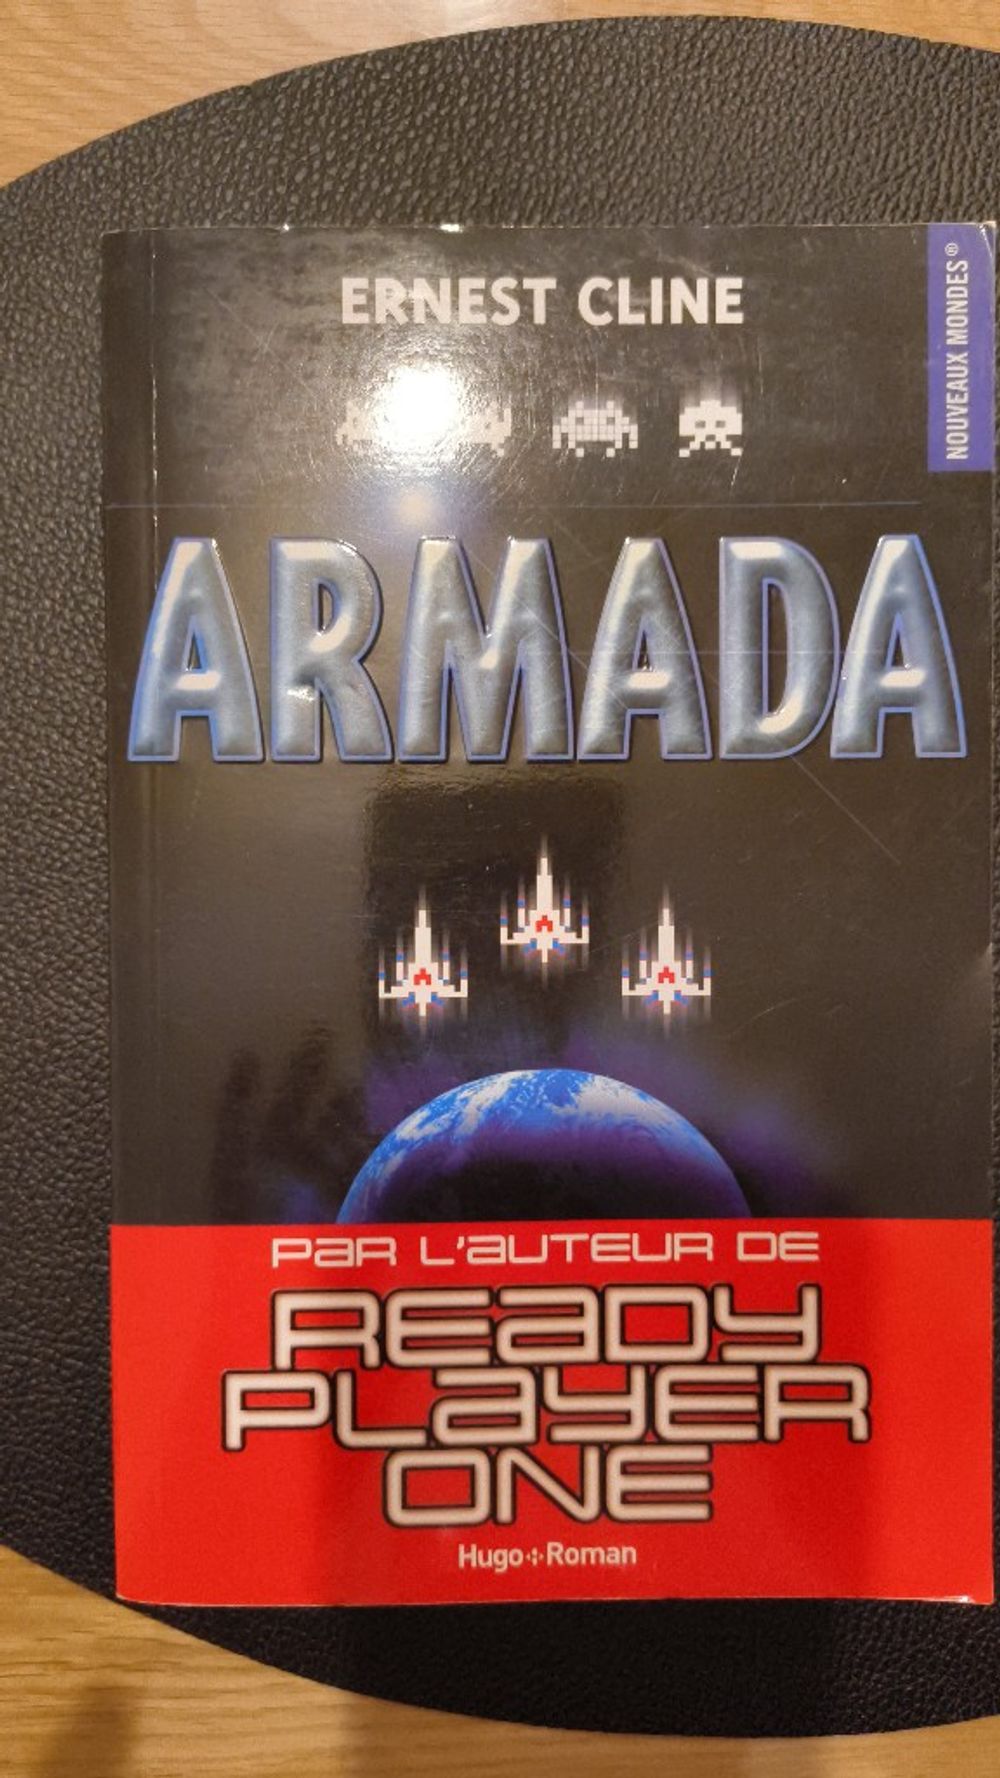 ERNEST CLINE
NOUVEAUX MONDES®
ARMADA
PAR L'AUTEUR DE
READY
PLAYER
ONE
Hugo Roman